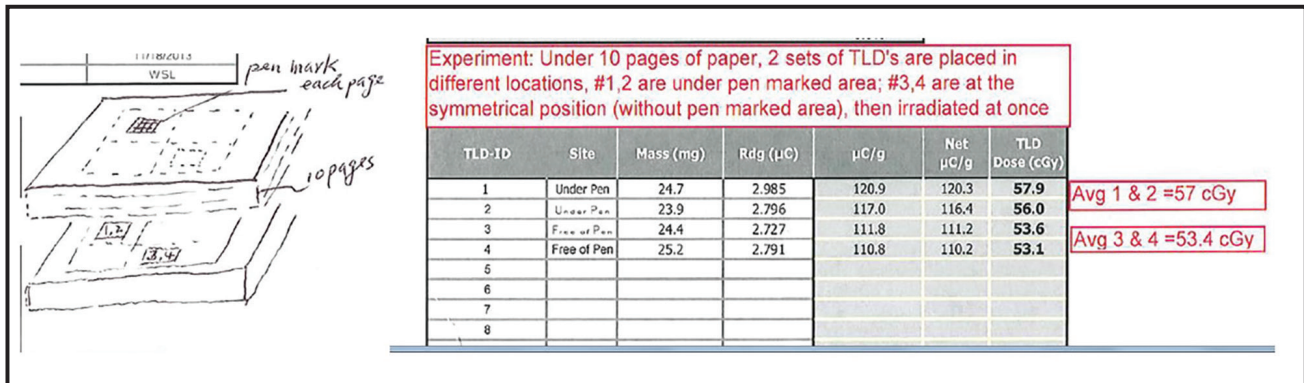 11/18/2013
WSL
pen mark
each page
10 pages
1,2
3,4
Experiment: Under 10 pages of paper, 2 sets of TLD's are placed in
different locations, #1,2 are under pen marked area; #3,4 are at the
symmetrical position (without pen marked area), then irradiated at once
TLD-ID Site Mass (mg) Rdg (µC) µC/g Net µC/g TLD Dose (cGy)
1 Under Pen 24.7 2.985 120.9 120.3 57.9
2 Under Pen 23.9 2.796 117.0 116.4 56.0
3 Free of Pen 24.4 2.727 111.8 111.2 53.6
4 Free of Pen 25.2 2.791 110.8 110.2 53.1
5
6
7
8
Avg 1 & 2 =57 cGy
Avg 3 & 4 =53.4 cGy